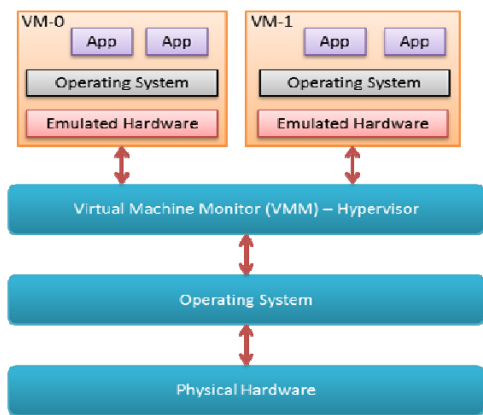 VM-0
App App
Operating System
Emulated Hardware
VM-1
App App
Operating System
Emulated Hardware
Virtual Machine Monitor (VMM) – Hypervisor
Operating System
Physical Hardware